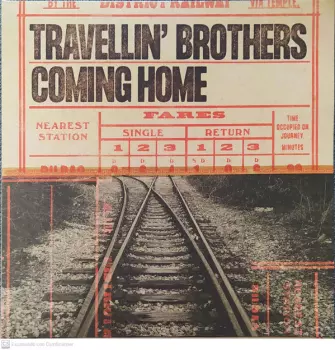 BY THE DISTRICT RAILWAY VIA TEMPLE
TRAVELLIN' BROTHERS
COMING HOME
FARES
NEAREST
STATION
SINGLE
RETURN
TIME
OCCUPIED ON
JOURNEY
1 2 3 1 2 3
MINUTES
BILBAO